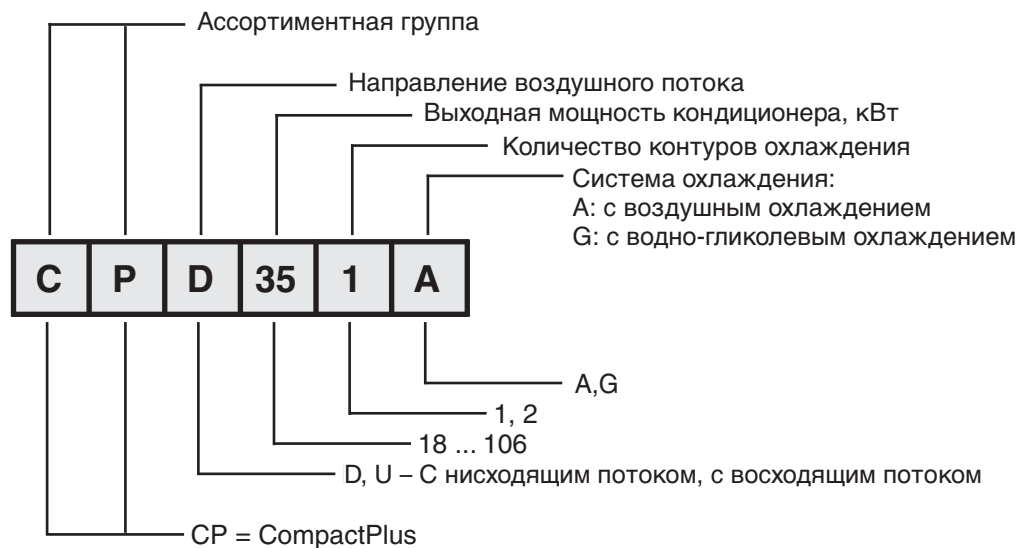 Ассортиментная группа
Направление воздушного потока
Выходная мощность кондиционера, кВт
Количество контуров охлаждения
Система охлаждения:
А: с воздушным охлаждением
G: с водно-гликолевым охлаждением
C P D 35 1 A
A,G
1, 2
18 ... 106
D, U – С нисходящим потоком, с восходящим потоком
CP = CompactPlus